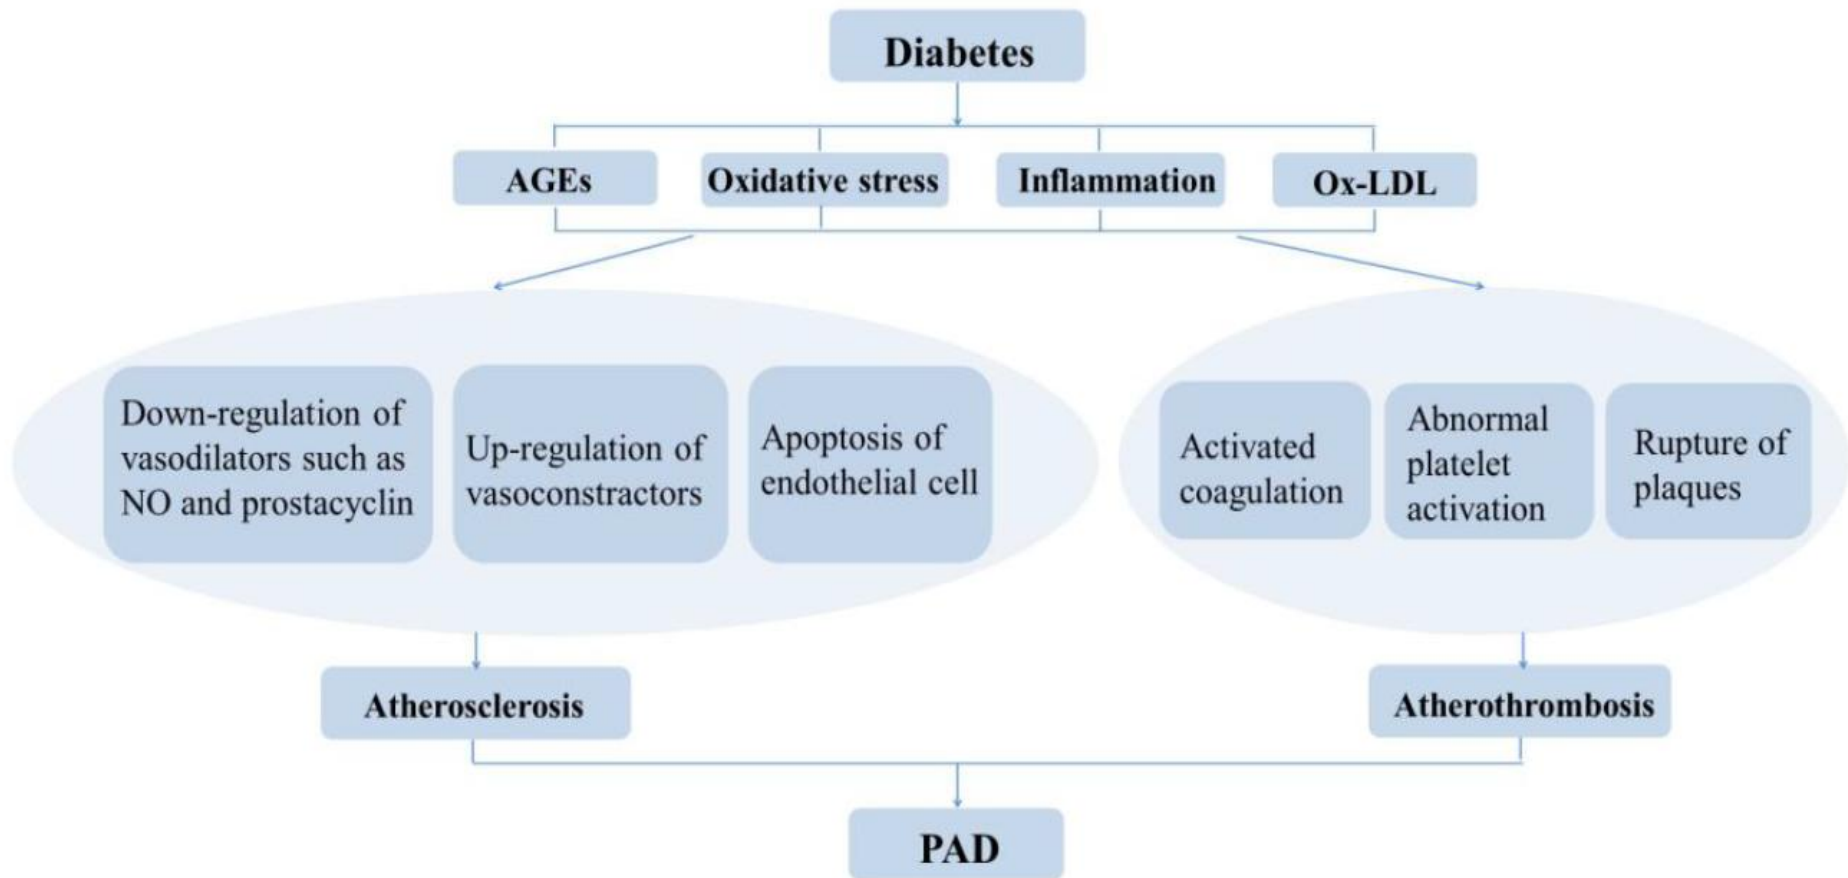 Diabetes
AGEs
Oxidative stress
Inflammation
Ox-LDL
Down-regulation of
vasodilators such as
NO and prostacyclin
Up-regulation of
vasoconstractors
Apoptosis of
endothelial cell
Activated
coagulation
Abnormal
platelet
activation
Rupture of
plaques
Atherosclerosis
Atherothrombosis
PAD